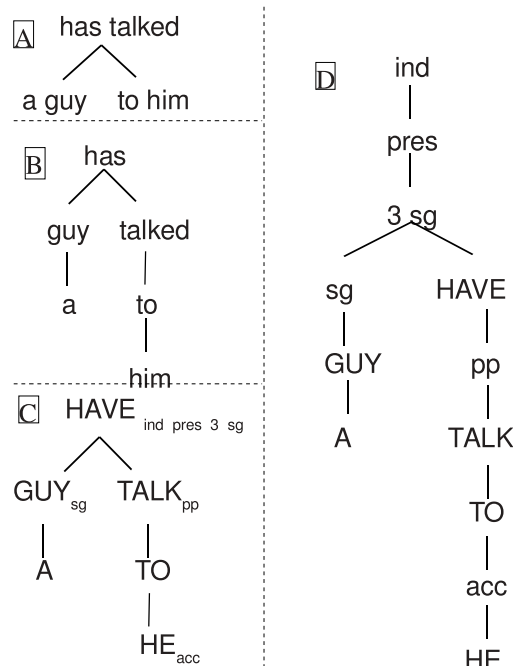 A
has talked
a guy to him
B
has
guy talked
a to
him
C
HAVE ind pres 3 sg
GUY sg TALK pp
A TO
HE acc
D
ind
pres
3 sg
sg HAVE
GUY pp
A TALK
TO
acc
HE